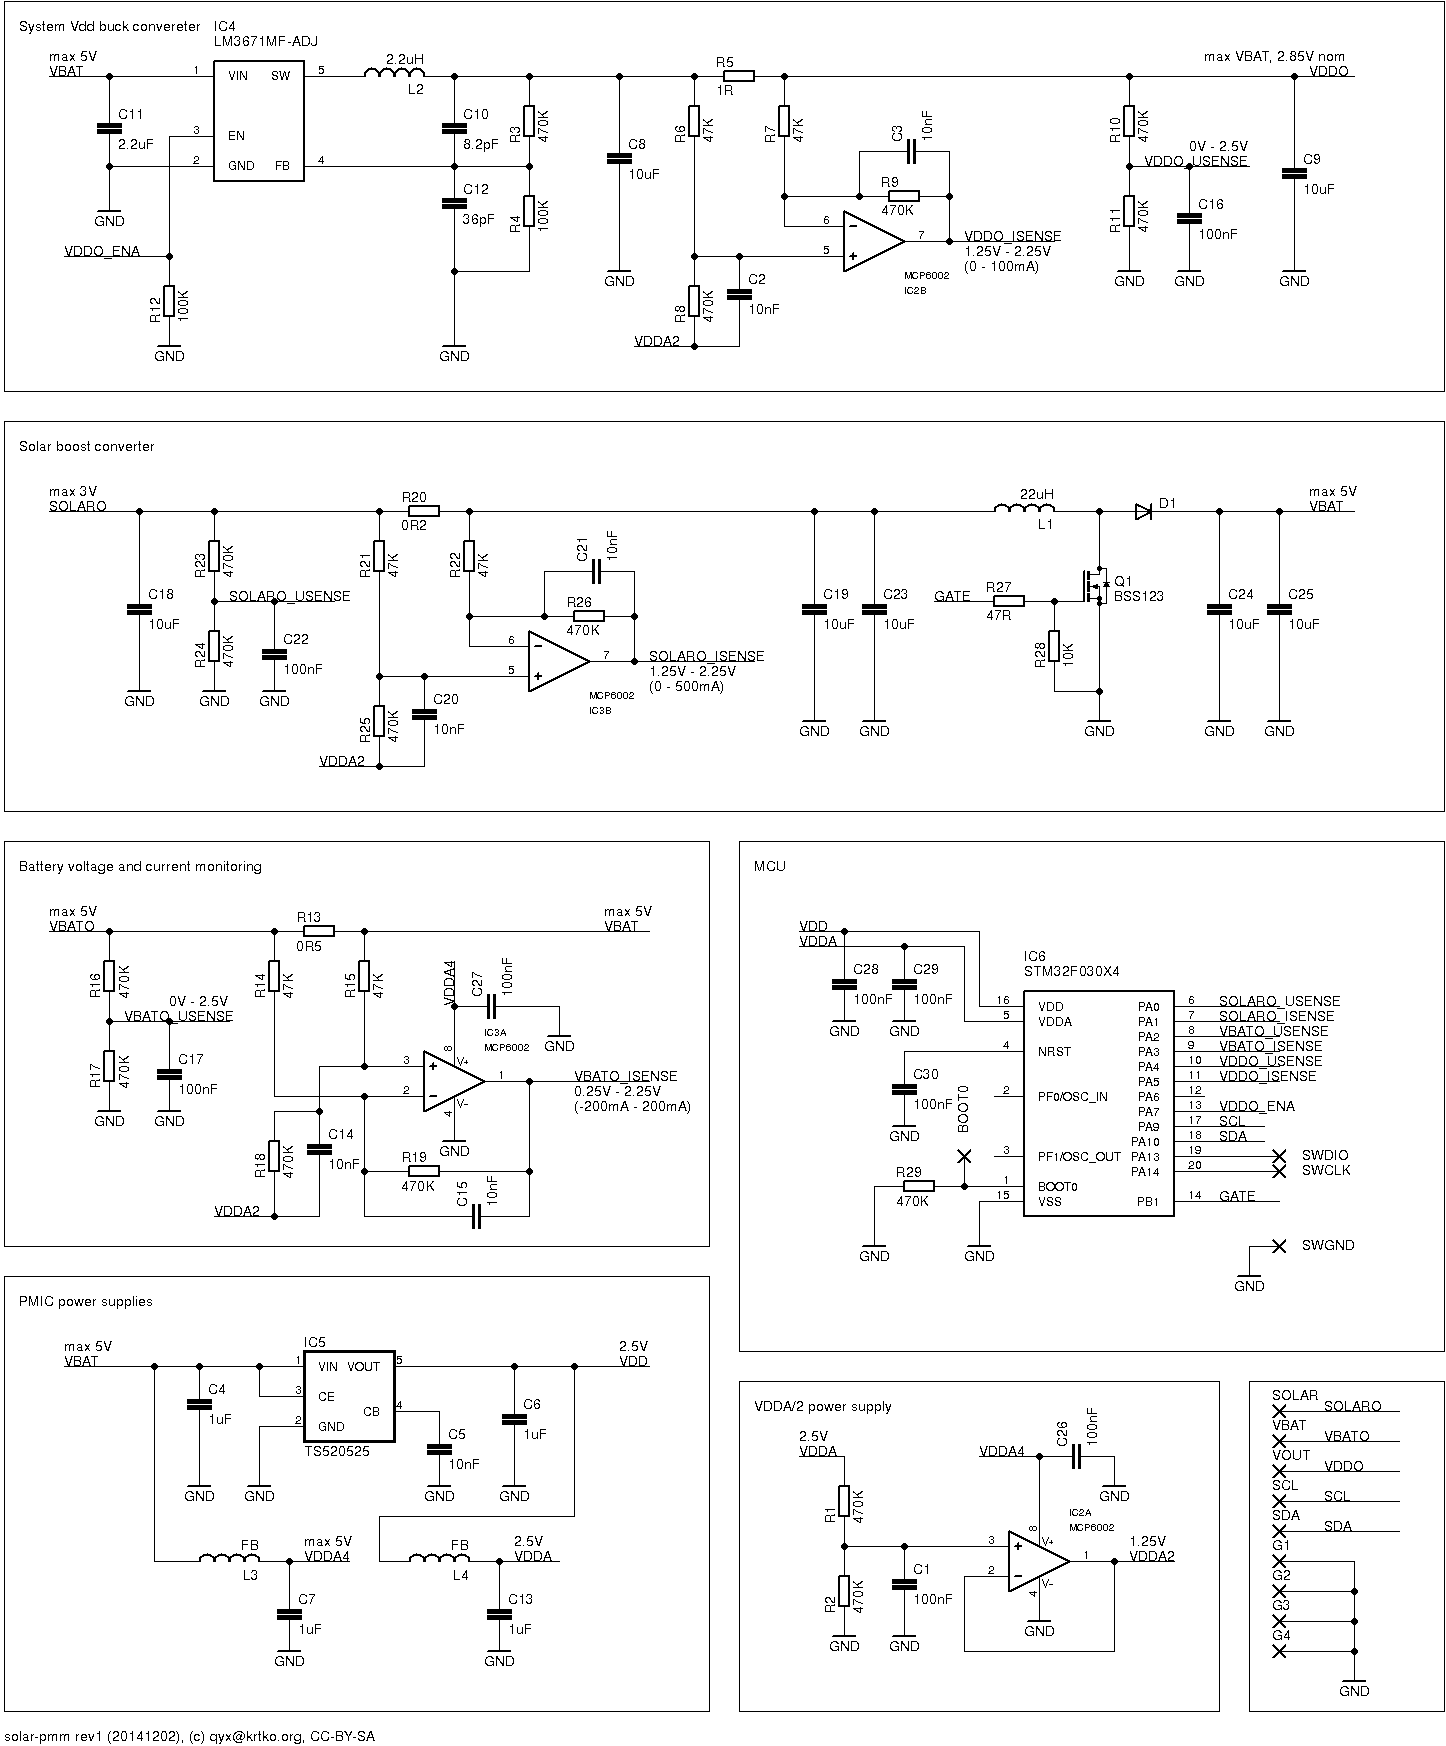 System Vdd buck convereter
IC4
LM3671MF-ADJ
max 5V
VBAT
1
VIN
SW
5
2.2uH
L2
R5
1R
max VBAT, 2.85V nom
VDDO
C11
2.2uF
3
EN
2
GND
FB
4
C10
8.2pF
R3
470K
C8
10uF
R6
47K
R7
47K
C3
10nF
R10
470K
0V - 2.5V
VDDO_USENSE
C9
10uF
C12
36pF
R4
100K
R9
470K
R11
470K
C16
100nF
GND
VDDO_ENA
6
7
5
VDDO_ISENSE
1.25V - 2.25V
(0 - 100mA)
MCP6002
IC2B
R12
100K
GND
R8
470K
C2
10nF
GND
GND
GND
VDDA2
GND
GND
Solar boost converter
max 3V
SOLARO
R20
0R2
22uH
L1
D1
max 5V
VBAT
R23
470K
R21
47K
R22
47K
C21
10nF
C18
10uF
SOLARO_USENSE
R26
470K
C19
10uF
C23
10uF
GATE
R27
47R
Q1
BSS123
C24
10uF
C25
10uF
R24
470K
C22
100nF
6
7
5
SOLARO_ISENSE
1.25V - 2.25V
(0 - 500mA)
MCP6002
IC3B
R28
10K
GND
GND
GND
R25
470K
C20
10nF
GND
GND
GND
GND
GND
VDDA2
Battery voltage and current monitoring
max 5V
VBATO
R13
0R5
max 5V
VBAT
R16
470K
R14
47K
R15
47K
VDDA4
C27
100nF
0V - 2.5V
VBATO_USENSE
IC3A
MCP6002
GND
R17
470K
C17
100nF
3
8
V+
2
1
4
V-
VBATO_ISENSE
0.25V - 2.25V
(-200mA - 200mA)
GND
GND
GND
R18
470K
C14
10nF
R19
470K
C15
10nF
VDDA2
MCU
VDD
VDDA
IC6
STM32F030X4
C28
100nF
C29
100nF
GND
GND
16
VDD
PA0
6
SOLARO_USENSE
5
VDDA
PA1
7
SOLARO_ISENSE
PA2
8
VBATO_USENSE
4
NRST
PA3
9
VBATO_ISENSE
PA4
10
VDDO_USENSE
PA5
11
VDDO_ISENSE
C30
100nF
BOOT0
2
PF0/OSC_IN
PA6
12
PA7
13
VDDO_ENA
PA9
17
SCL
PA10
18
SDA
GND
3
PF1/OSC_OUT
PA13
19
SWDIO
PA14
20
SWCLK
R29
470K
1
BOOT0
15
VSS
PB1
14
GATE
GND
GND
SWGND
GND
PMIC power supplies
max 5V
VBAT
IC5
1
VIN
VOUT
5
2.5V
VDD
3
CE
2
GND
CB
4
TS520525
C4
1uF
C5
10nF
C6
1uF
GND
GND
GND
GND
FB
L3
max 5V
VDDA4
FB
L4
2.5V
VDDA
C7
1uF
C13
1uF
GND
GND
VDDA/2 power supply
2.5V
VDDA
VDDA4
C26
100nF
GND
R1
470K
IC2A
MCP6002
3
8
V+
2
1
4
V-
1.25V
VDDA2
R2
470K
C1
100nF
GND
GND
GND
SOLAR
SOLARO
VBAT
VBATO
VOUT
VDDO
SCL
SCL
SDA
SDA
G1
G2
G3
G4
GND
solar-pmm rev1 (20141202), (c) qyx@krtko.org, CC-BY-SA